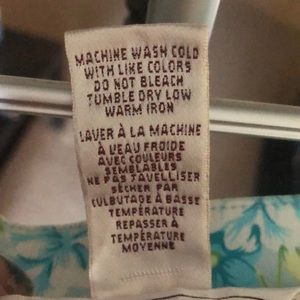 MACHINE WASH COLD
WITH LIKE COLORS
DO NOT BLEACH
TUMBLE DRY LOW
WARM IRON
LAVER À LA MACHINE
À L'EAU FROIDE
AVEC COULEURS
SEMBLABLES
NE PAS JAVELLISER
SÉCHER PAR
CULBUTAGE À BASSE
TEMPÉRATURE
REPASSER À
TEMPÉRATURE
MOYENNE